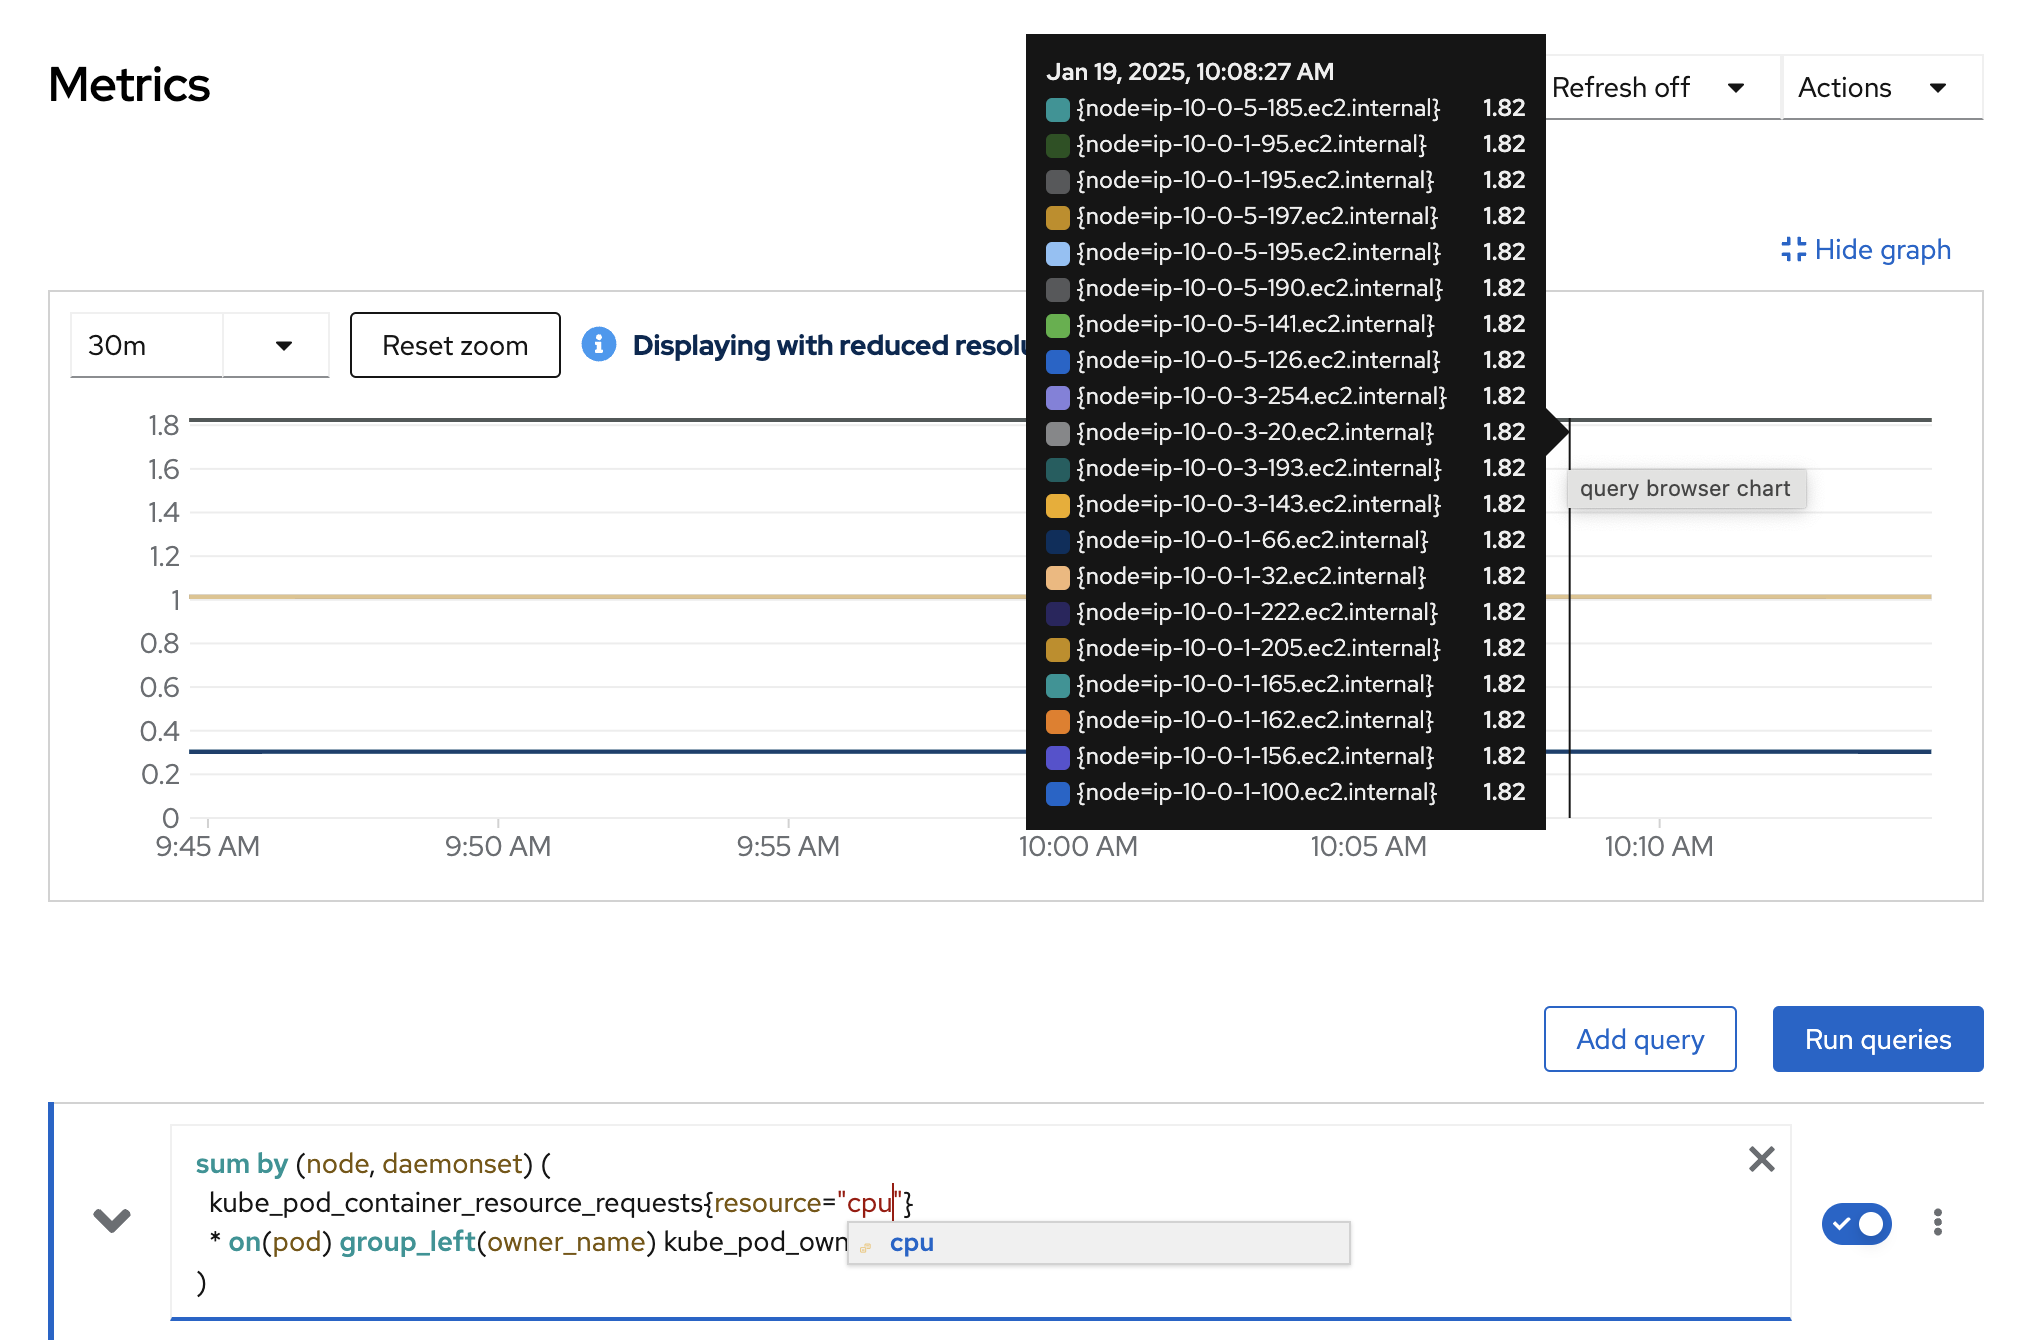 Metrics
Refresh off
Actions
Jan 19, 2025, 10:08:27 AM
{node=ip-10-0-5-185.ec2.internal} 1.82
{node=ip-10-0-1-95.ec2.internal} 1.82
{node=ip-10-0-1-195.ec2.internal} 1.82
{node=ip-10-0-5-197.ec2.internal} 1.82
{node=ip-10-0-5-195.ec2.internal} 1.82
{node=ip-10-0-5-190.ec2.internal} 1.82
{node=ip-10-0-5-141.ec2.internal} 1.82
{node=ip-10-0-5-126.ec2.internal} 1.82
{node=ip-10-0-3-254.ec2.internal} 1.82
{node=ip-10-0-3-20.ec2.internal} 1.82
{node=ip-10-0-3-193.ec2.internal} 1.82
{node=ip-10-0-3-143.ec2.internal} 1.82
{node=ip-10-0-1-66.ec2.internal} 1.82
{node=ip-10-0-1-32.ec2.internal} 1.82
{node=ip-10-0-1-222.ec2.internal} 1.82
{node=ip-10-0-1-205.ec2.internal} 1.82
{node=ip-10-0-1-165.ec2.internal} 1.82
{node=ip-10-0-1-162.ec2.internal} 1.82
{node=ip-10-0-1-156.ec2.internal} 1.82
{node=ip-10-0-1-100.ec2.internal} 1.82
Hide graph
30m
Reset zoom
Displaying with reduced resolu
query browser chart
1.8
1.6
1.4
1.2
1
0.8
0.6
0.4
0.2
0
9:45 AM 9:50 AM 9:55 AM 10:00 AM 10:05 AM 10:10 AM
Add query
Run queries
sum by (node, daemonset) (
kube_pod_container_resource_requests{resource="cpu"}
* on(pod) group_left(owner_name) kube_pod_own
cpu
)